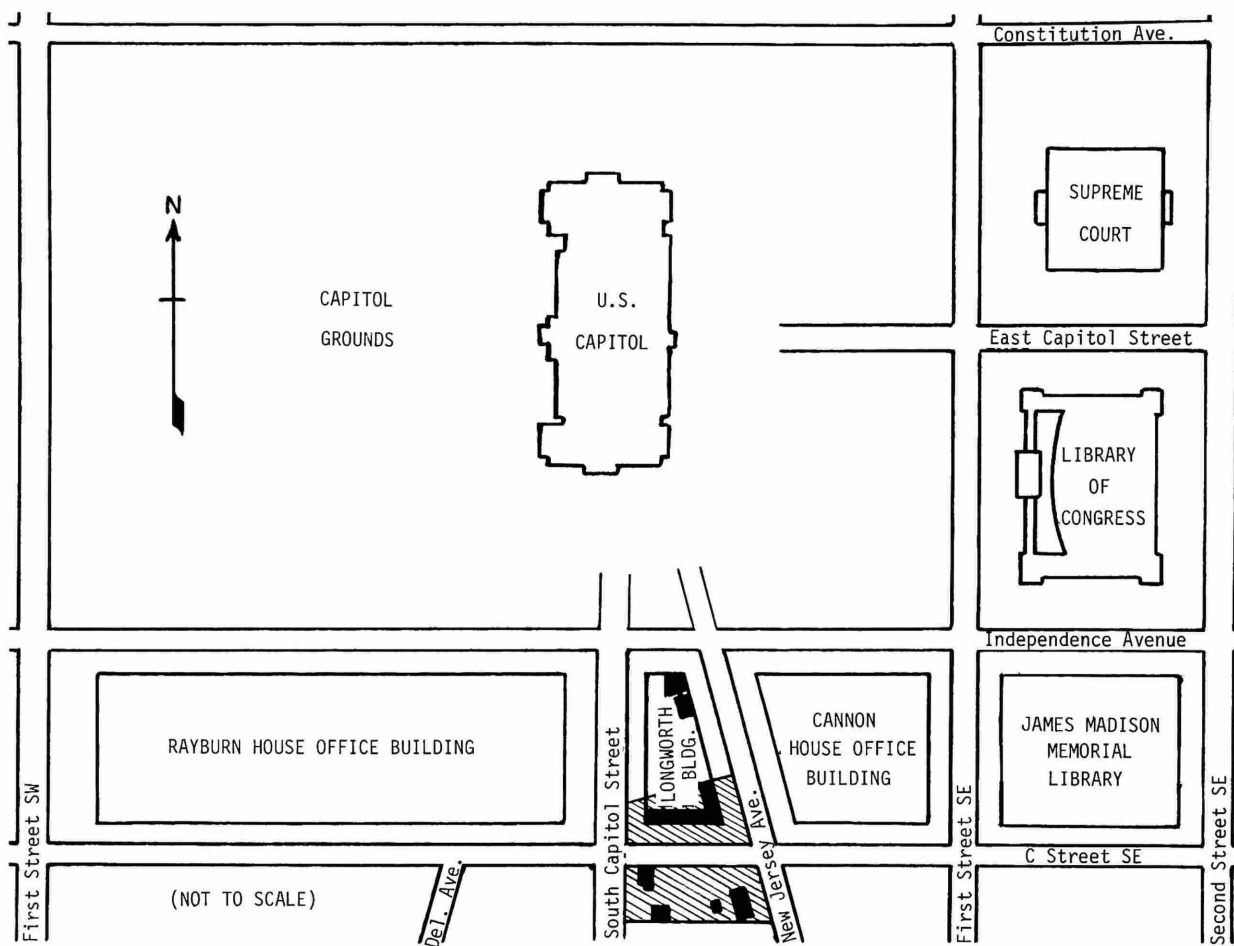 Constitution Ave.
N
SUPREME
COURT
CAPITOL
GROUNDS
U.S.
CAPITOL
East Capitol Street
LIBRARY
OF
CONGRESS
Independence Avenue
RAYBURN HOUSE OFFICE BUILDING
LONGWORTH
BLDG.
CANNON
HOUSE OFFICE
BUILDING
JAMES MADISON
MEMORIAL
LIBRARY
First Street SW
South Capitol Street
New Jersey Ave.
First Street SE
Second Street SE
C Street SE
(NOT TO SCALE)
Del. Ave.